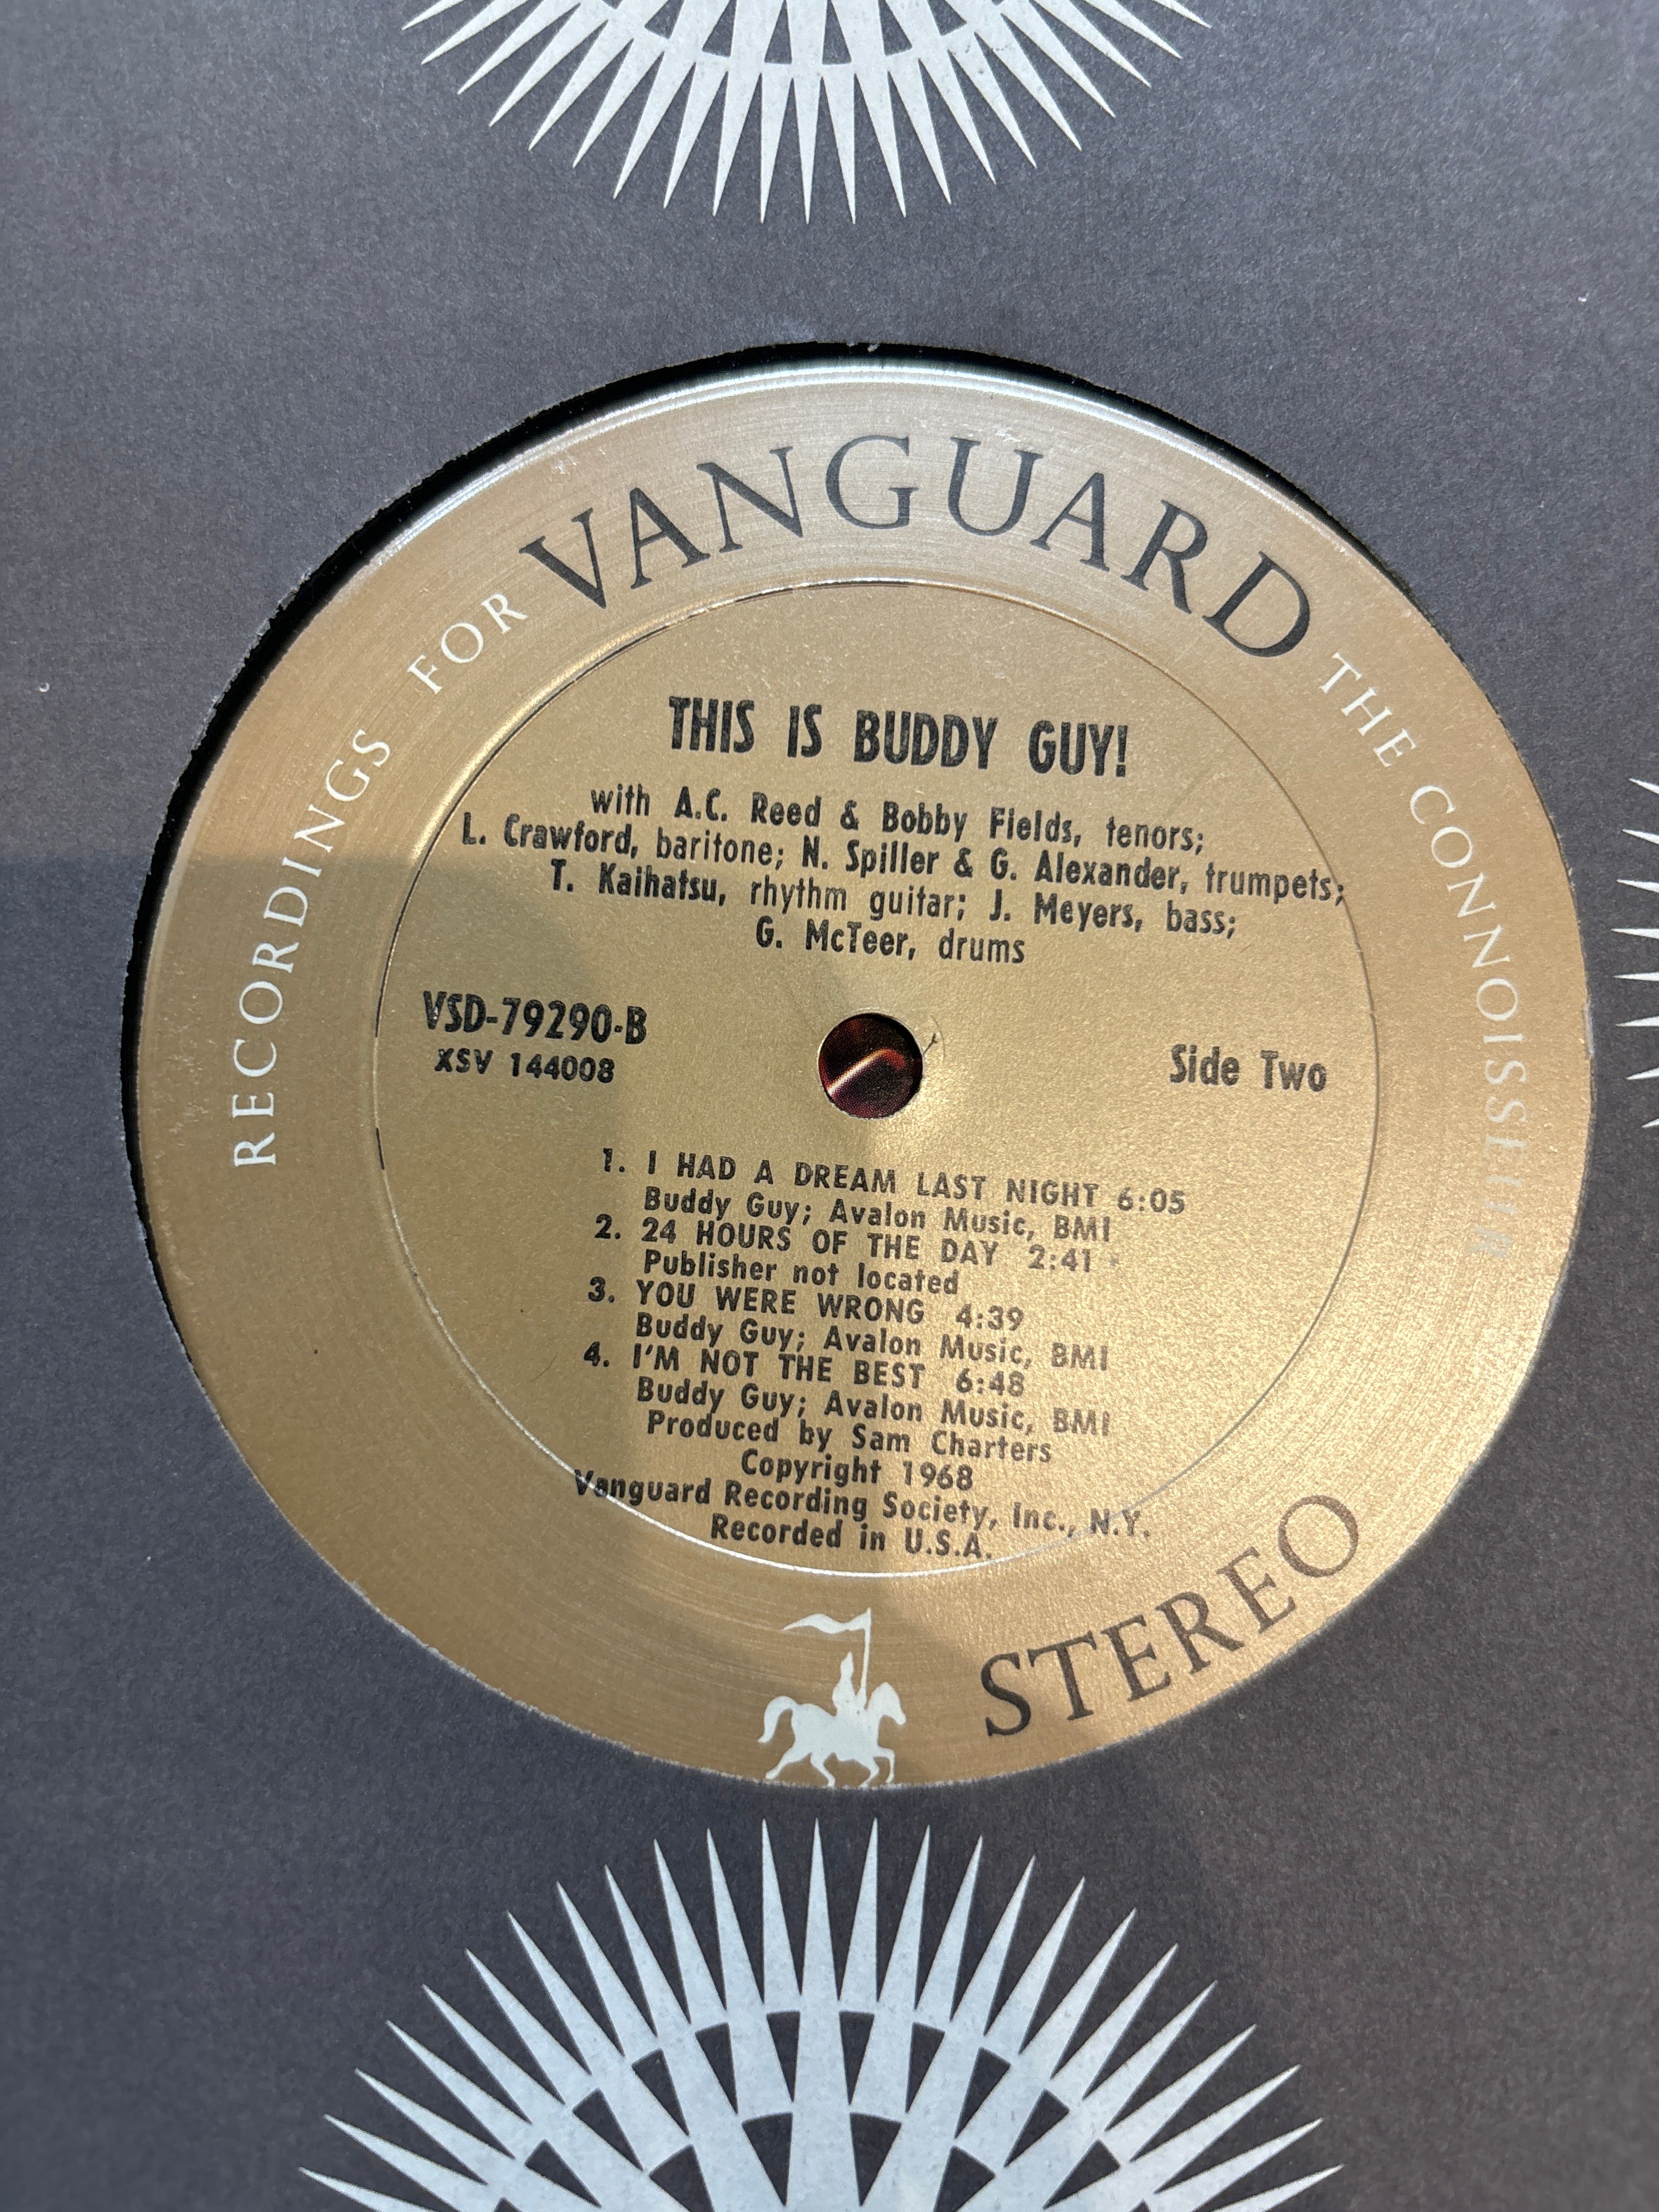 RECORDINGS FOR VANGUARD THE CONNOISSEUR
THIS IS BUDDY GUY!
with A.C. Reed & Bobby Fields, tenors;
L. Crawford, baritone; N. Spiller & G. Alexander, trumpets;
T. Kaihatsu, rhythm guitar; J. Meyers, bass;
G. McTeer, drums
VSD-79290-B
XSV 144008
Side Two
1. I HAD A DREAM LAST NIGHT 6:05
Buddy Guy; Avalon Music, BMI
2. 24 HOURS OF THE DAY 2:41
Publisher not located
3. YOU WERE WRONG 4:39
Buddy Guy; Avalon Music, BMI
4. I'M NOT THE BEST 6:48
Buddy Guy; Avalon Music, BMI
Produced by Sam Charters
Copyright 1968
Vanguard Recording Society, Inc., N.Y.
Recorded in U.S.A.
STEREO